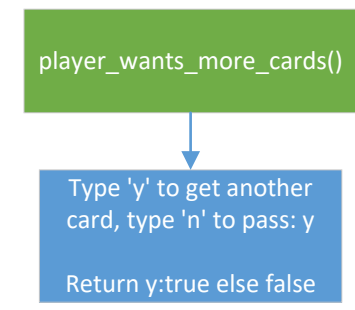 player_wants_more_cards()
Type 'y' to get another
card, type 'n' to pass: y
Return y:true else false